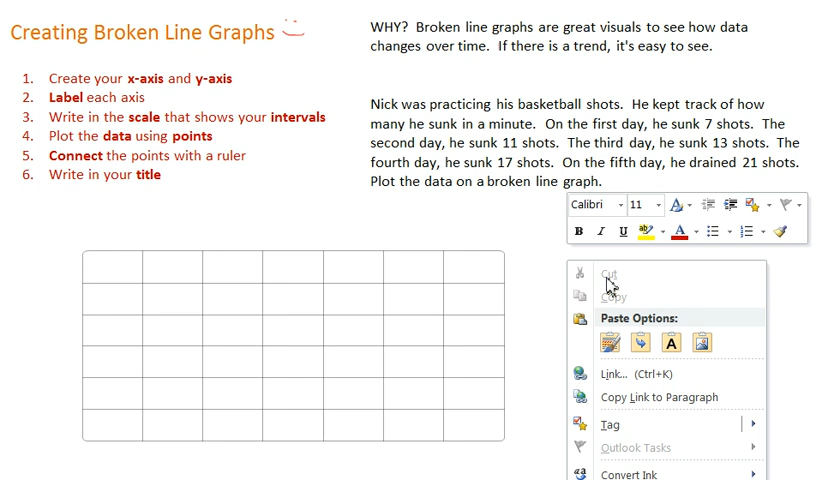 Creating Broken Line Graphs
1. Create your x-axis and y-axis
2. Label each axis
3. Write in the scale that shows your intervals
4. Plot the data using points
5. Connect the points with a ruler
6. Write in your title
WHY? Broken line graphs are great visuals to see how data
changes over time. If there is a trend, it's easy to see.
Nick was practicing his basketball shots. He kept track of how
many he sunk in a minute. On the first day, he sunk 7 shots. The
second day, he sunk 11 shots. The third day, he sunk 13 shots. The
fourth day, he sunk 17 shots. On the fifth day, he drained 21 shots.
Plot the data on a broken line graph.
Calibri 11 A
B I U ab A
Cut
Copy
Paste Options:
A
Link... (Ctrl+K)
Copy Link to Paragraph
Tag
Outlook Tasks
Convert Ink